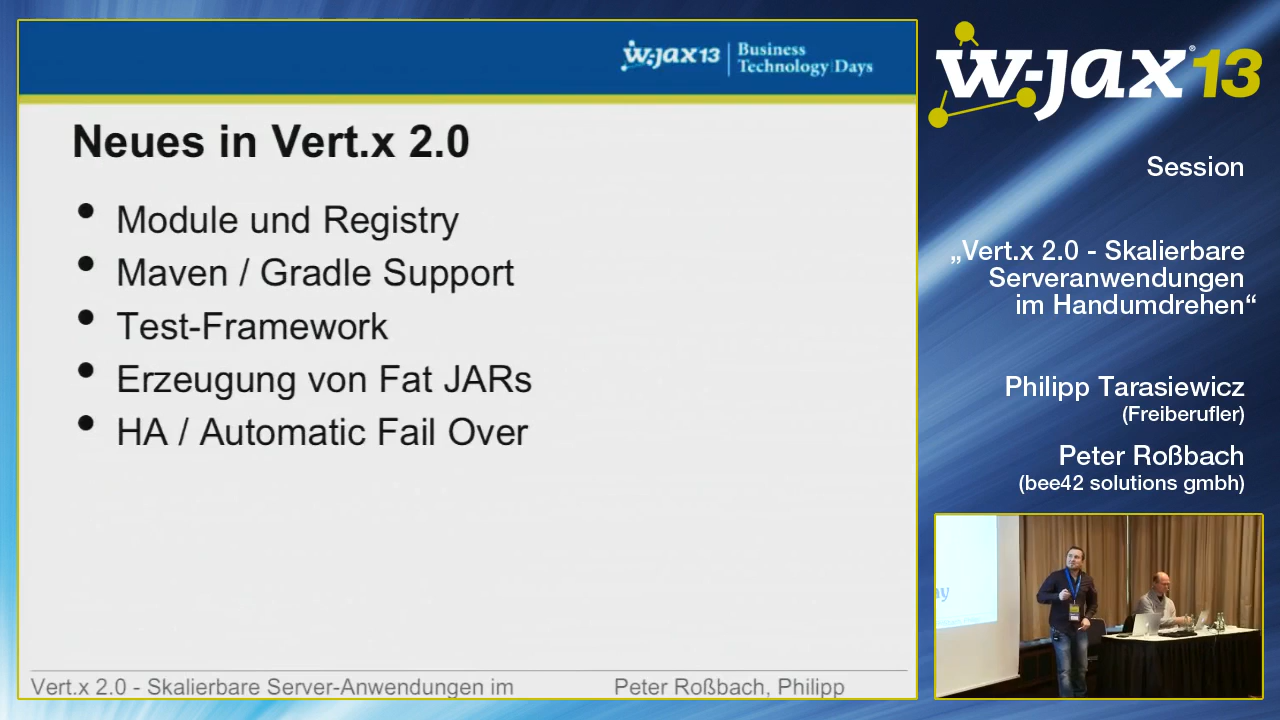 w-jax13 Business
Technology Days
Neues in Vert.x 2.0
• Module und Registry
• Maven / Gradle Support
• Test-Framework
• Erzeugung von Fat JARs
• HA / Automatic Fail Over
Vert.x 2.0 - Skalierbare Server-Anwendungen im
Peter Roßbach, Philipp
w-jax®13
Session
„Vert.x 2.0 - Skalierbare
Serveranwendungen
im Handumdrehen“
Philipp Tarasiewicz
(Freiberufler)
Peter Roßbach
(bee42 solutions gmbh)